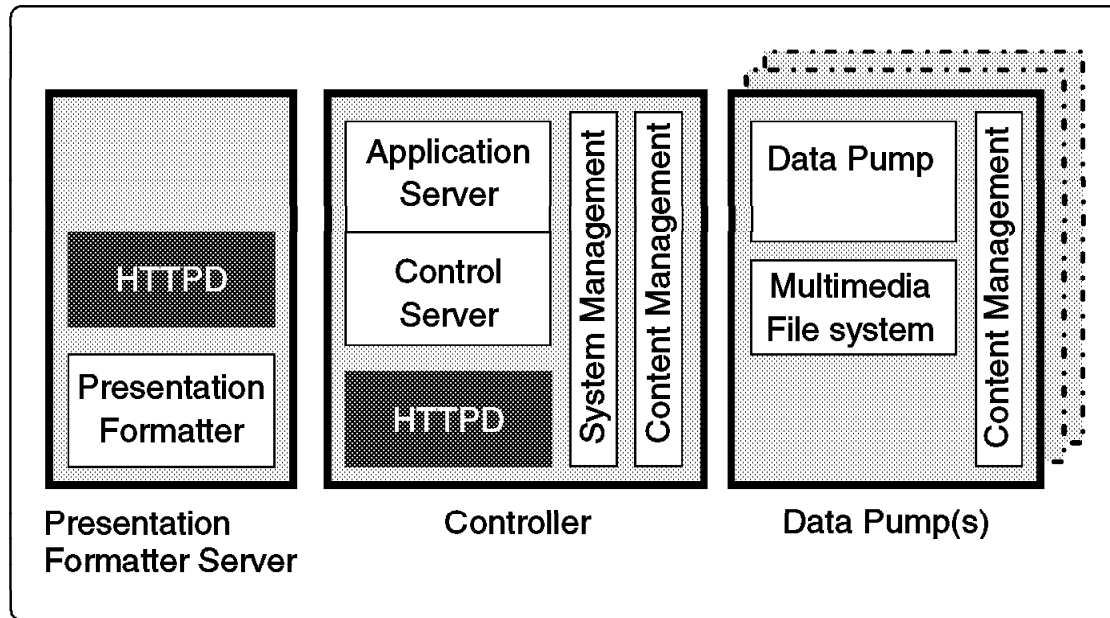 HTTPD
Presentation
Formatter
Presentation
Formatter Server
Application
Server
Control
Server
HTTPD
System Management
Content Management
Controller
Data Pump
Multimedia
File system
Content Management
Data Pump(s)